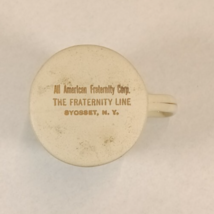 All American Fraternity Corp.
THE FRATERNITY LINE
SYOSSET, N. Y.